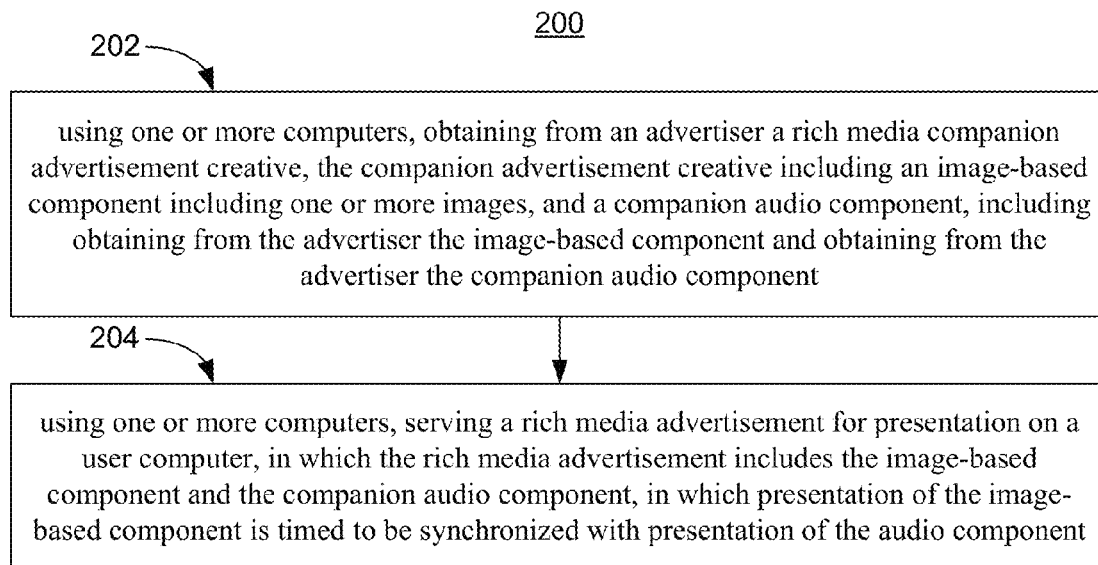 200
202
using one or more computers, obtaining from an advertiser a rich media companion
advertisement creative, the companion advertisement creative including an image-based
component including one or more images, and a companion audio component, including
obtaining from the advertiser the image-based component and obtaining from the
advertiser the companion audio component
204
using one or more computers, serving a rich media advertisement for presentation on a
user computer, in which the rich media advertisement includes the image-based
component and the companion audio component, in which presentation of the image-
based component is timed to be synchronized with presentation of the audio component